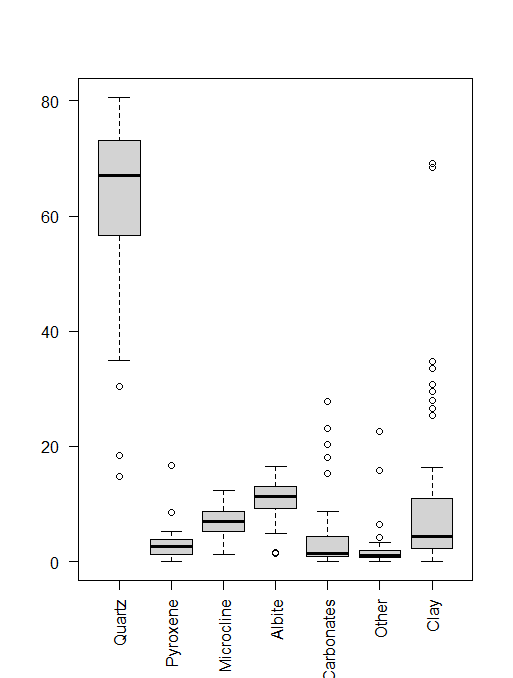 80
60
40
20
0
Quartz
Pyroxene
Microcline
Albite
Carbonates
Other
Clay